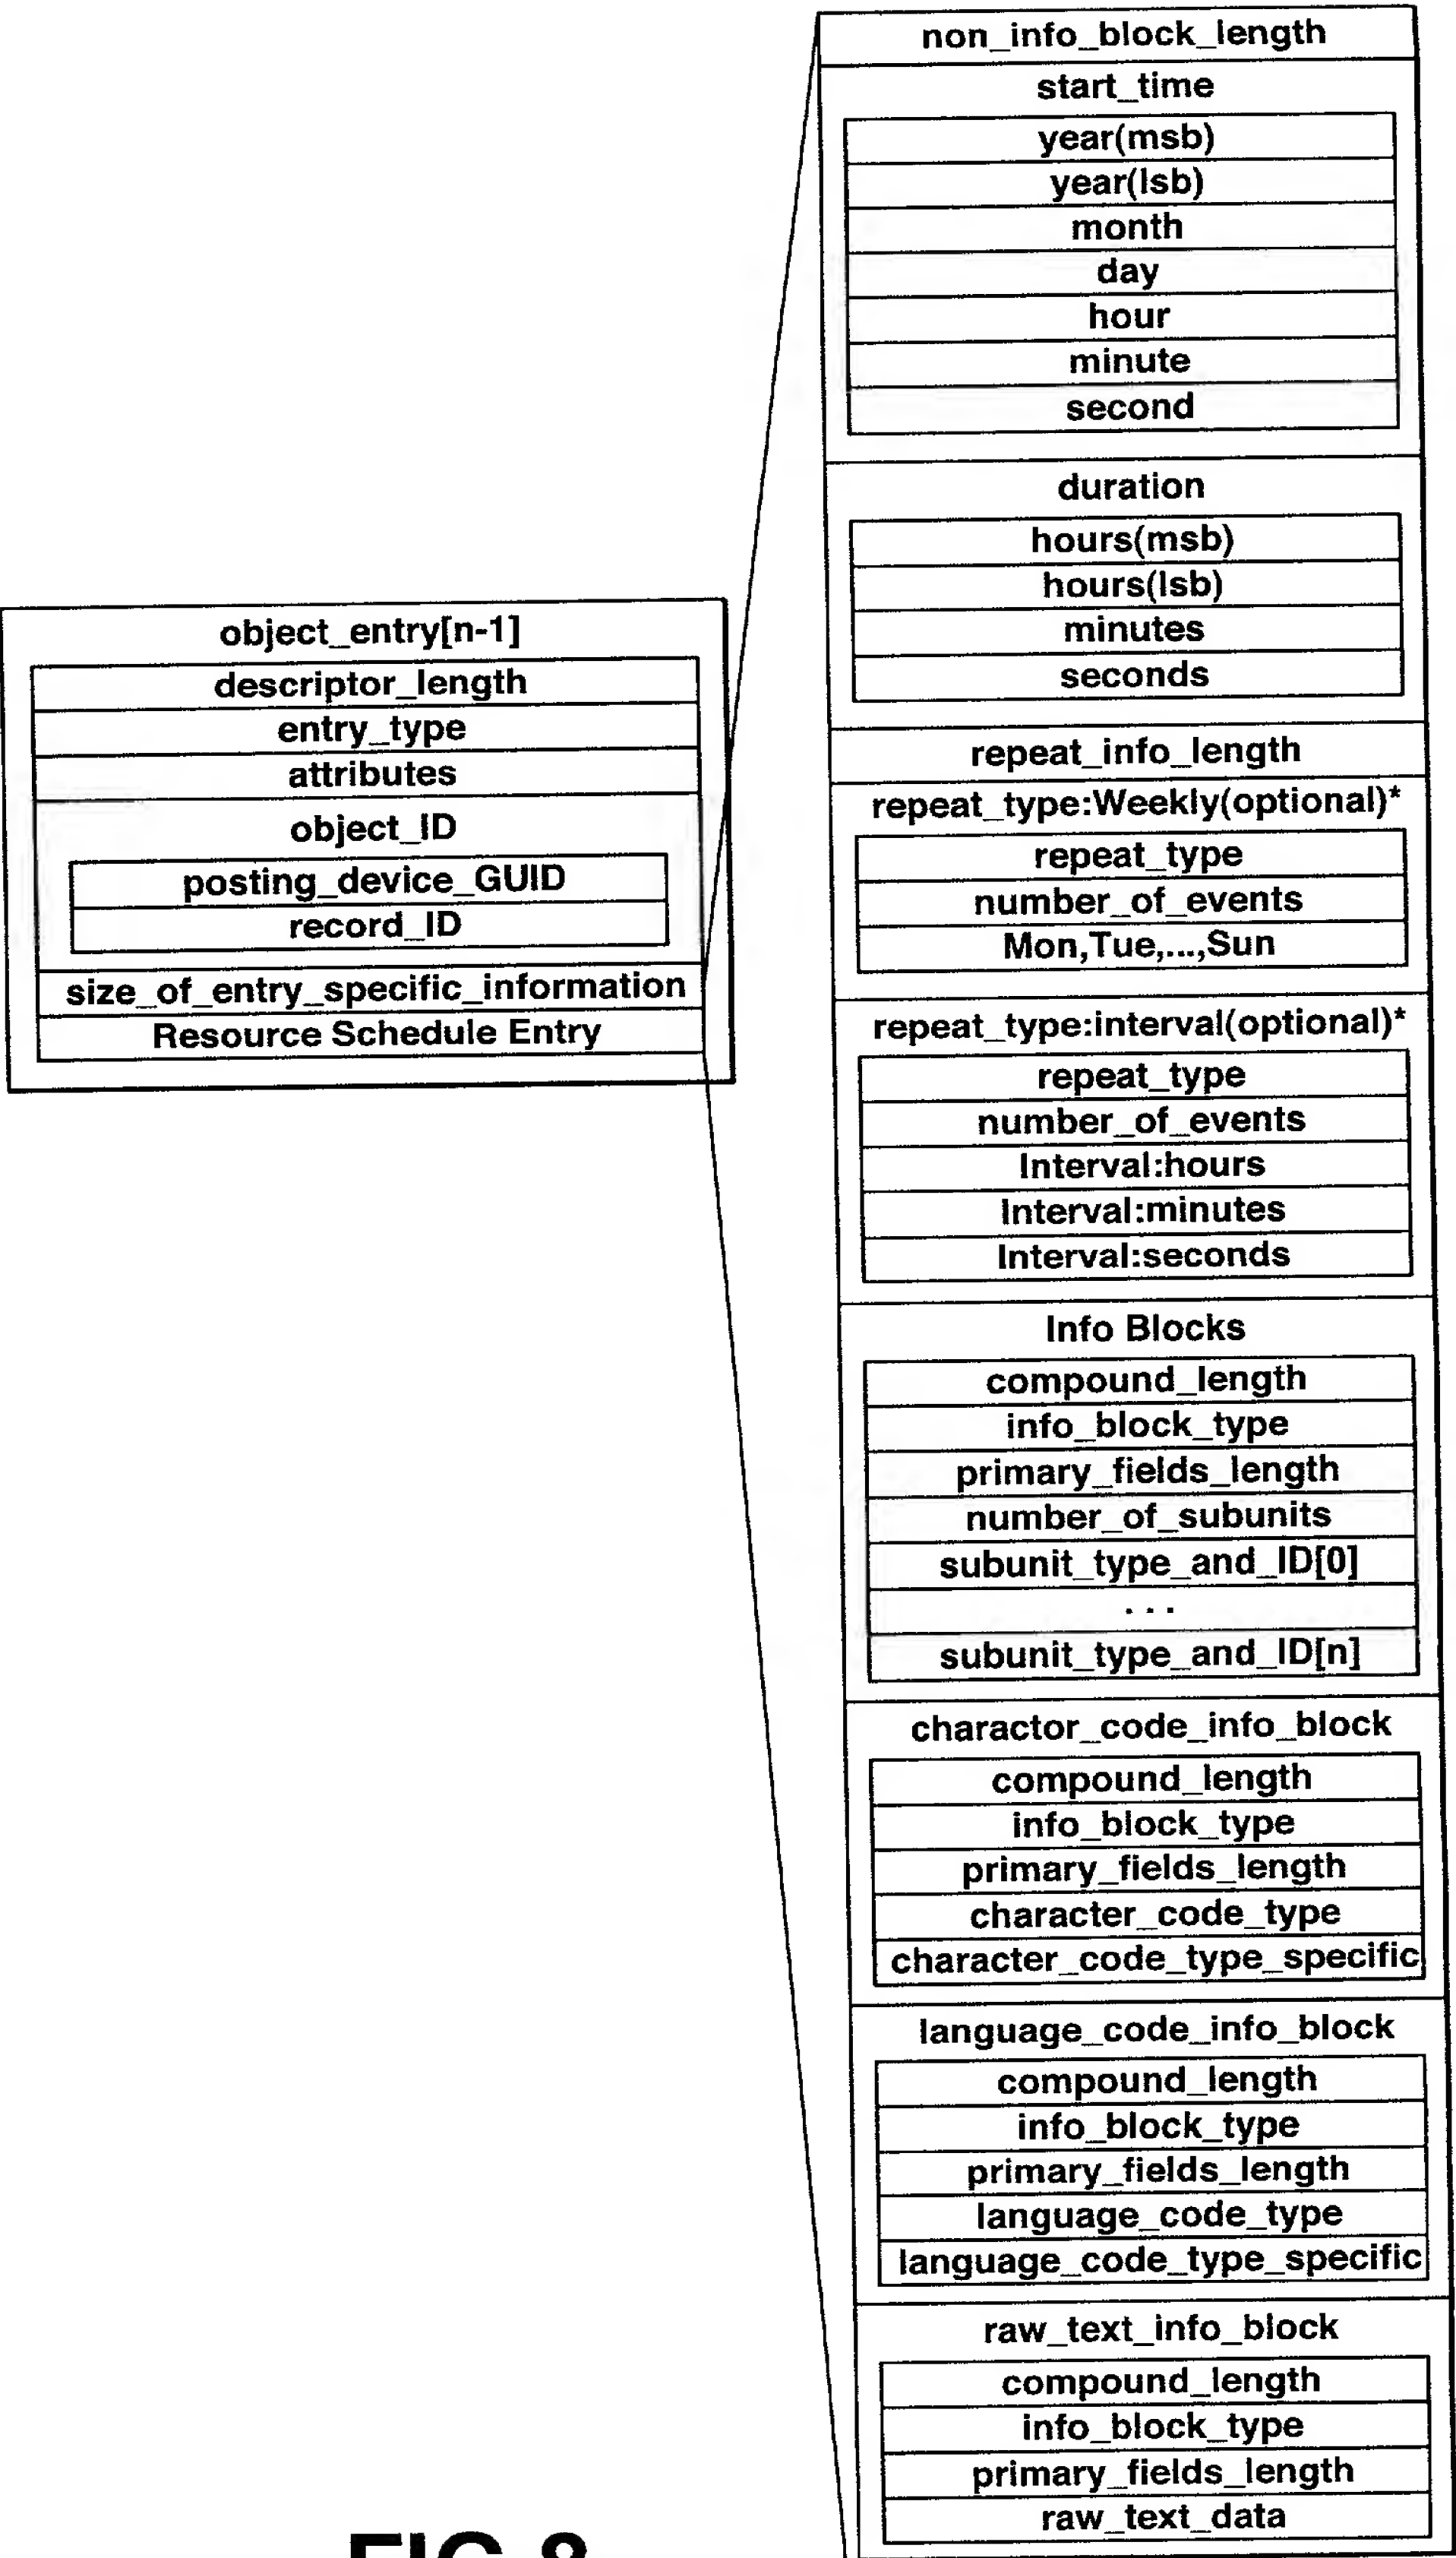 object_entry[n-1]
descriptor_length
entry_type
attributes
object_ID
posting_device_GUID
record_ID
size_of_entry_specific_information
Resource Schedule Entry
non_info_block_length
start_time
year(msb)
year(lsb)
month
day
hour
minute
second
duration
hours(msb)
hours(lsb)
minutes
seconds
repeat_info_length
repeat_type:Weekly(optional)*
repeat_type
number_of_events
Mon,Tue,...,Sun
repeat_type:interval(optional)*
repeat_type
number_of_events
Interval:hours
Interval:minutes
Interval:seconds
Info Blocks
compound_length
info_block_type
primary_fields_length
number_of_subunits
subunit_type_and_ID[0]
...
subunit_type_and_ID[n]
charactor_code_info_block
compound_length
info_block_type
primary_fields_length
character_code_type
character_code_type_specific
language_code_info_block
compound_length
info_block_type
primary_fields_length
language_code_type
language_code_type_specific
raw_text_info_block
compound_length
info_block_type
primary_fields_length
raw_text_data